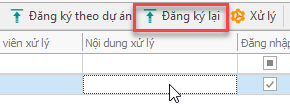 Đăng ký theo dự án Đăng ký lại Xử lý
viên xử lý Nội dung xử lý Đăng nhập